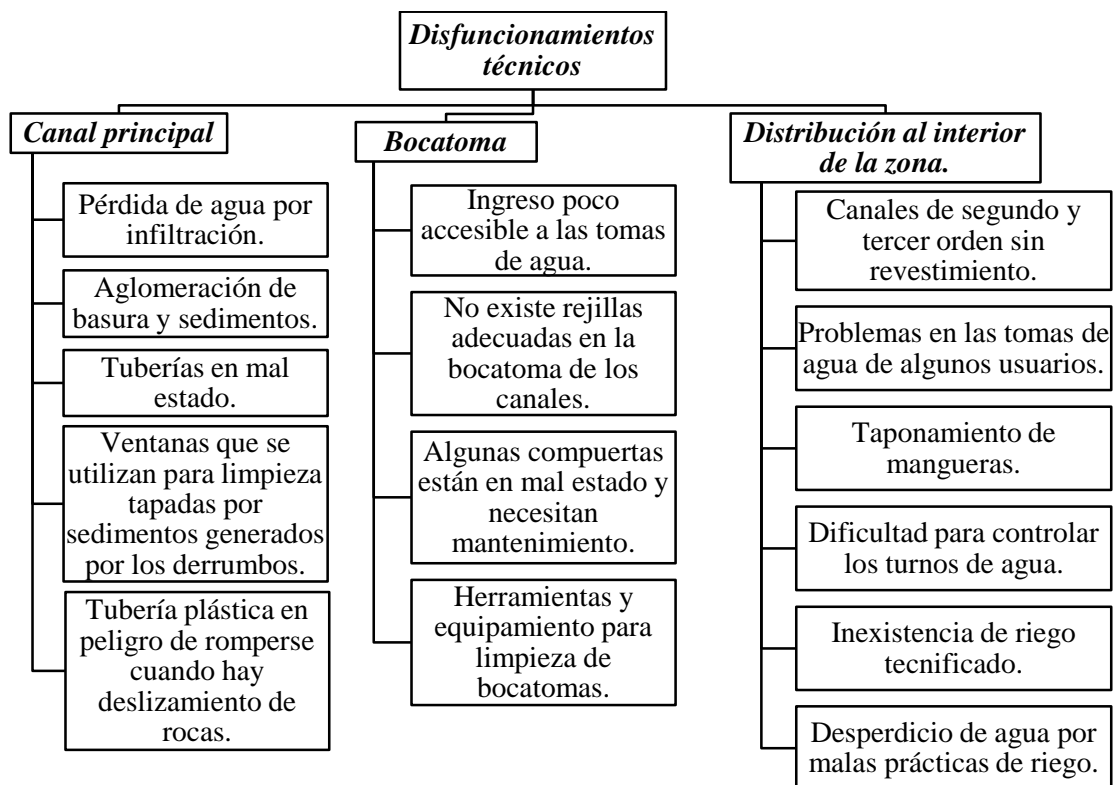 Disfuncionamientos
técnicos
Canal principal
Pérdida de agua por
infiltración.
Aglomeración de
basura y sedimentos.
Tuberías en mal
estado.
Ventanas que se
utilizan para limpieza
tapadas por
sedimentos generados
por los derrumbos.
Tubería plástica en
peligro de romperse
cuando hay
deslizamiento de
rocas.
Bocatoma
Ingreso poco
accesible a las tomas
de agua.
No existe rejillas
adecuadas en la
bocatoma de los
canales.
Algunas compuertas
están en mal estado y
necesitan
mantenimiento.
Herramientas y
equipamiento para
limpieza de
bocatomas.
Distribución al interior
de la zona.
Canales de segundo y
tercer orden sin
revestimiento.
Problemas en las tomas de
agua de algunos usuarios.
Taponamiento de
mangueras.
Dificultad para controlar
los turnos de agua.
Inexistencia de riego
tecnificado.
Desperdicio de agua por
malas prácticas de riego.